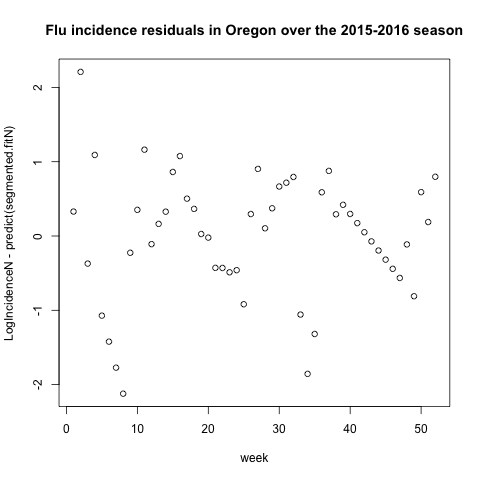 Flu incidence residuals in Oregon over the 2015-2016 season
LogIncidenceN - predict(segmented.fitN)
2
1
0
-1
-2
0 10 20 30 40 50
week